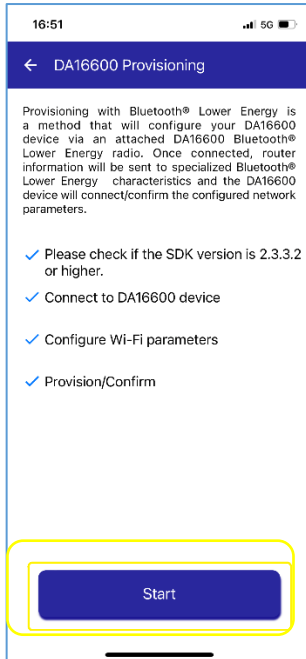 16:51 5G
← DA16600 Provisioning
Provisioning with Bluetooth® Lower Energy is
a method that will configure your DA16600
device via an attached DA16600 Bluetooth®
Lower Energy radio. Once connected, router
information will be sent to specialized Bluetooth®
Lower Energy characteristics and the DA16600
device will connect/confirm the configured network
parameters.
✓ Please check if the SDK version is 2.3.3.2
or higher.
✓ Connect to DA16600 device
✓ Configure Wi-Fi parameters
✓ Provision/Confirm
Start